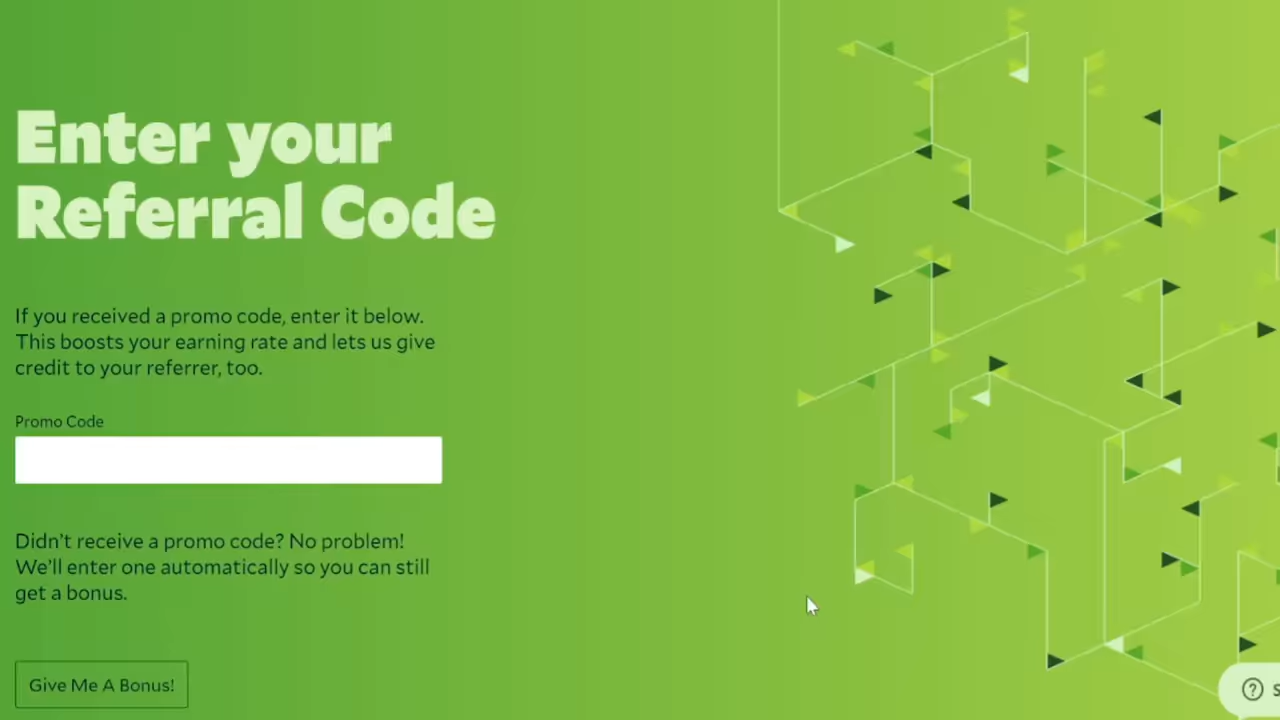 Enter your
Referral Code
If you received a promo code, enter it below.
This boosts your earning rate and lets us give
credit to your referrer, too.
Promo Code
Didn't receive a promo code? No problem!
We'll enter one automatically so you can still
get a bonus.
Give Me A Bonus!